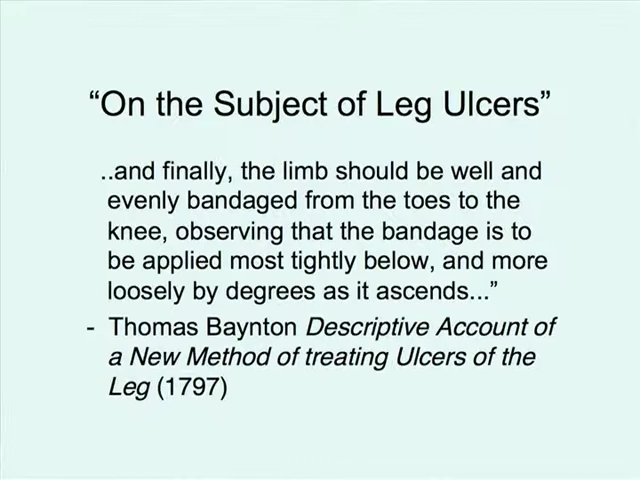 “On the Subject of Leg Ulcers”
..and finally, the limb should be well and
evenly bandaged from the toes to the
knee, observing that the bandage is to
be applied most tightly below, and more
loosely by degrees as it ascends...”
- Thomas Baynton Descriptive Account of
a New Method of treating Ulcers of the
Leg (1797)